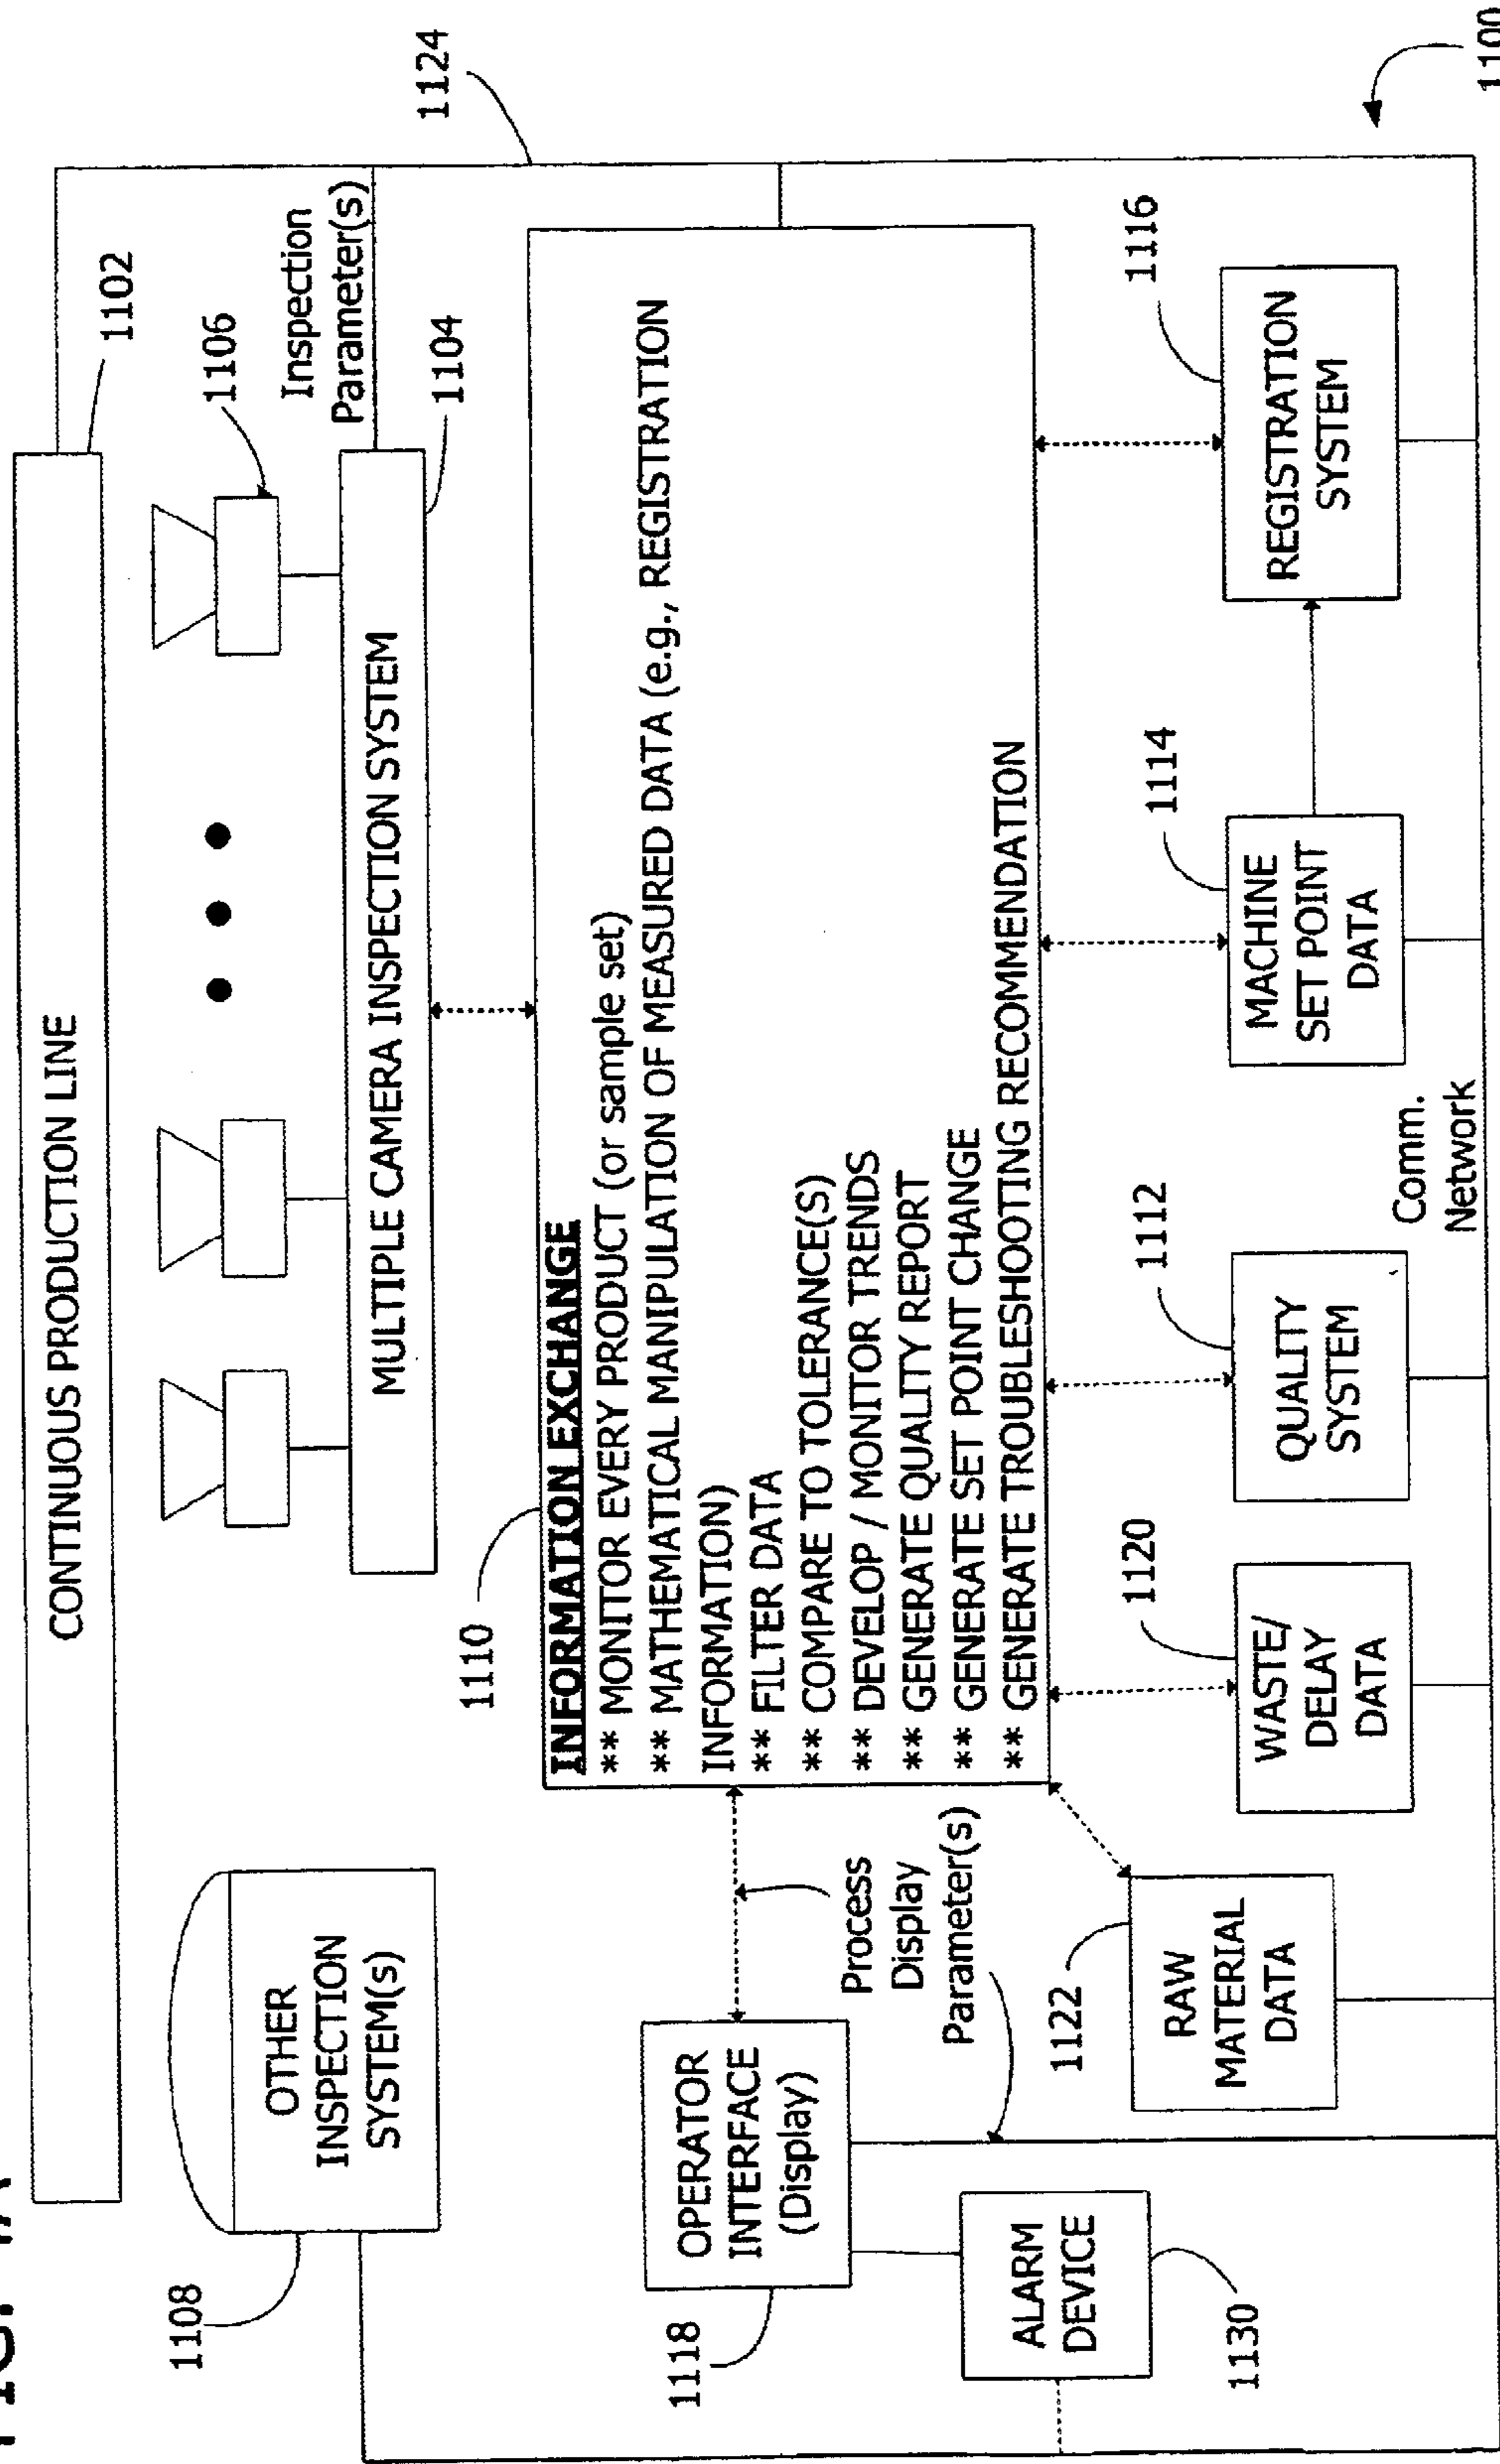 CONTINUOUS PRODUCTION LINE
1102
1124
1106
Inspection
Parameter(s)
1108
OTHER
INSPECTION
SYSTEM(s)
MULTIPLE CAMERA INSPECTION SYSTEM
1104
1110
INFORMATION EXCHANGE
** MONITOR EVERY PRODUCT (or sample set)
** MATHEMATICAL MANIPULATION OF MEASURED DATA (e.g., REGISTRATION
INFORMATION)
** FILTER DATA
** COMPARE TO TOLERANCE(S)
** DEVELOP / MONITOR TRENDS
** GENERATE QUALITY REPORT
** GENERATE SET POINT CHANGE
** GENERATE TROUBLESHOOTING RECOMMENDATION
1118
OPERATOR
INTERFACE
(Display)
Process
Display
Parameter(s)
ALARM
DEVICE
1130
1122
RAW
MATERIAL
DATA
1120
WASTE/
DELAY
DATA
1112
QUALITY
SYSTEM
Comm.
Network
1114
MACHINE
SET POINT
DATA
1116
REGISTRATION
SYSTEM
1100